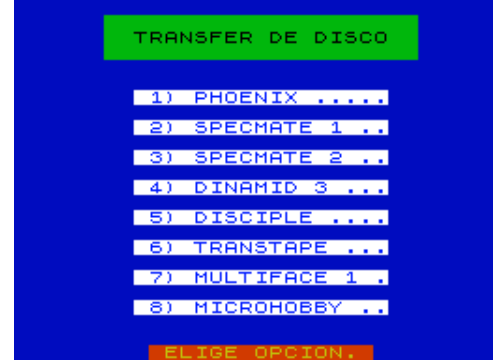 TRANSFER DE DISCO
1) PHOENIX .....
2) SPECMATE 1 ..
3) SPECMATE 2 ..
4) DINAMID 3 ...
5) DISCIPLE ....
6) TRANSTAPE ...
7) MULTIFACE 1 .
8) MICROHOBBY ..
ELIGE OPCION.